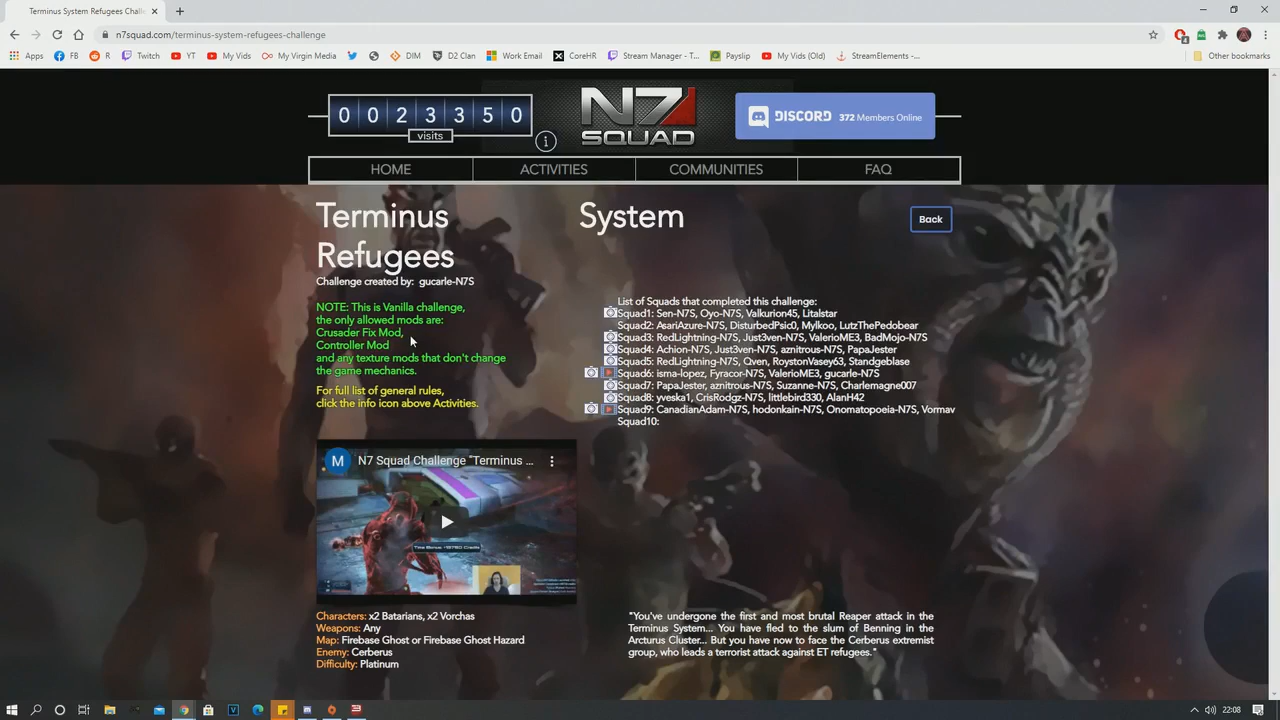 Terminus System Refugees Chall
n7squad.com/terminus-system-refugees-challenge
Apps FB R Twitch YT My Vids My Virgin Media DIM D2 Clan Work Email CoreHR Stream Manager - T... Payslip My Vids (Old) StreamElements -... Other bookmarks
0 0 2 3 3 5 0
visits
i
N7
SQUAD
DISCORD 372 Members Online
HOME ACTIVITIES COMMUNITIES FAQ
Terminus System
Refugees
Back
Challenge created by: gucarle-N7S
NOTE: This is Vanilla challenge,
the only allowed mods are:
Crusader Fix Mod,
Controller Mod
and any texture mods that don't change
the game mechanics.
For full list of general rules,
click the info icon above Activities.
List of Squads that completed this challenge:
Squad1: Sen-N7S, Oyo-N7S, Valkurion45, Litalstar
Squad2: AsariAzure-N7S, DisturbedPsic0, Mylkoo, LutzThePedobear
Squad3: RedLightning-N7S, Just3ven-N7S, ValerioME3, BadMojo-N7S
Squad4: Achion-N7S, Just3ven-N7S, aznitrous-N7S, PapaJester
Squad5: RedLightning-N7S, Qven, RoystonVasey63, Standgeblase
Squad6: isma-lopez, Fyracor-N7S, ValerioME3, gucarle-N7S
Squad7: PapaJester, aznitrous-N7S, Suzanne-N7S, Charlemagne007
Squad8: yveska1, CrisRodgz-N7S, littlebird330, AlanH42
Squad9: CanadianAdam-N7S, hodonkain-N7S, Onomatopoeia-N7S, Vormav
Squad10:
M N7 Squad Challenge "Terminus ...
Characters: x2 Batarians, x2 Vorchas
Weapons: Any
Map: Firebase Ghost or Firebase Ghost Hazard
Enemy: Cerberus
Difficulty: Platinum
"You've undergone the first and most brutal Reaper attack in the
Terminus System... You have fled to the slum of Benning in the
Arcturus Cluster... But you have now to face the Cerberus extremist
group, who leads a terrorist attack against ET refugees."
22:08